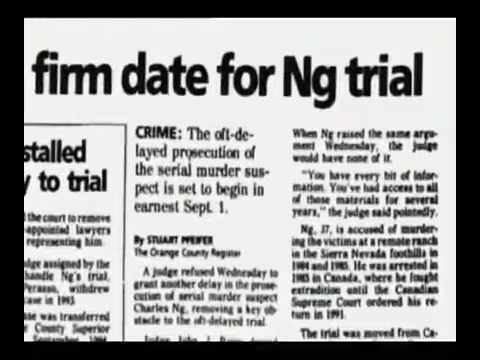 firm date for Ng trial
stalled
y to trial
the court to remove
-appointed lawyers
representing him.
dge assigned by the
handle Ng's trial,
Perasso, withdrew
case in 1993.
ase was transferred
County Superior
September, 1994
CRIME: The oft-de-
layed prosecution of
the serial murder sus-
pect is set to begin in
earnest Sept. 1.
By STUART PFEIFER
The Orange County Register
A judge refused Wednesday to
grant another delay in the prose-
cution of serial murder suspect
Charles Ng, removing a key ob-
stacle to the oft-delayed trial.
Judge John J. Ryan
When Ng raised the same argu-
ment Wednesday, the judge
would have none of it.
"You have every bit of infor-
mation. You've had access to all
of those materials for several
years," the judge said pointedly.
Ng, 37, is accused of murder-
ing the victims at a remote ranch
in the Sierra Nevada foothills in
1984 and 1985. He was arrested in
1985 in Canada, where he fought
extradition until the Canadian
Supreme Court ordered his re-
turn in 1991.
The trial was moved from Ca-